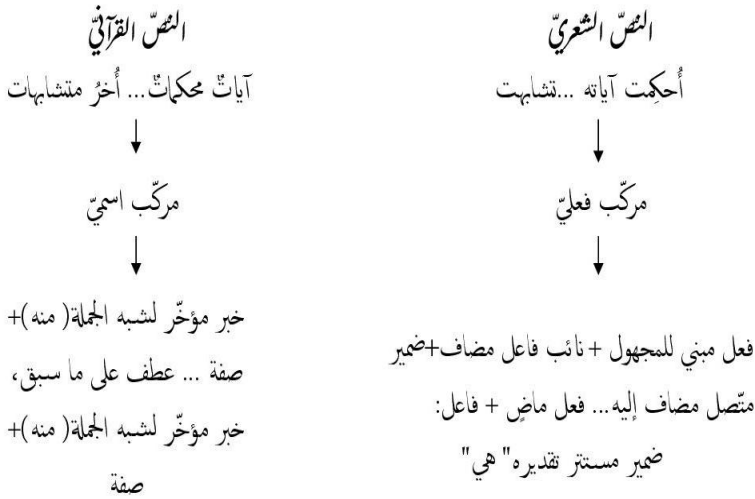 النصّ الشّعريّ
أُحكِمت آياته ...تشابهت
مركّب فعليّ
فعل مبني للمجهول + نائب فاعل مضاف+ضمير
متّصل مضاف إليه... فعل ماضٍ + فاعل:
ضمير مستتر تقديره" هي"
النصّ القرآنيّ
آياتٌ محكماتٌ... أُخرُ متشابهات
مركّب اسميّ
خبر مؤخّر لشبه الجملة( منه)+
صفة ... عطف على ما سبق،
خبر مؤخّر لشبه الجملة( منه)+
صفة